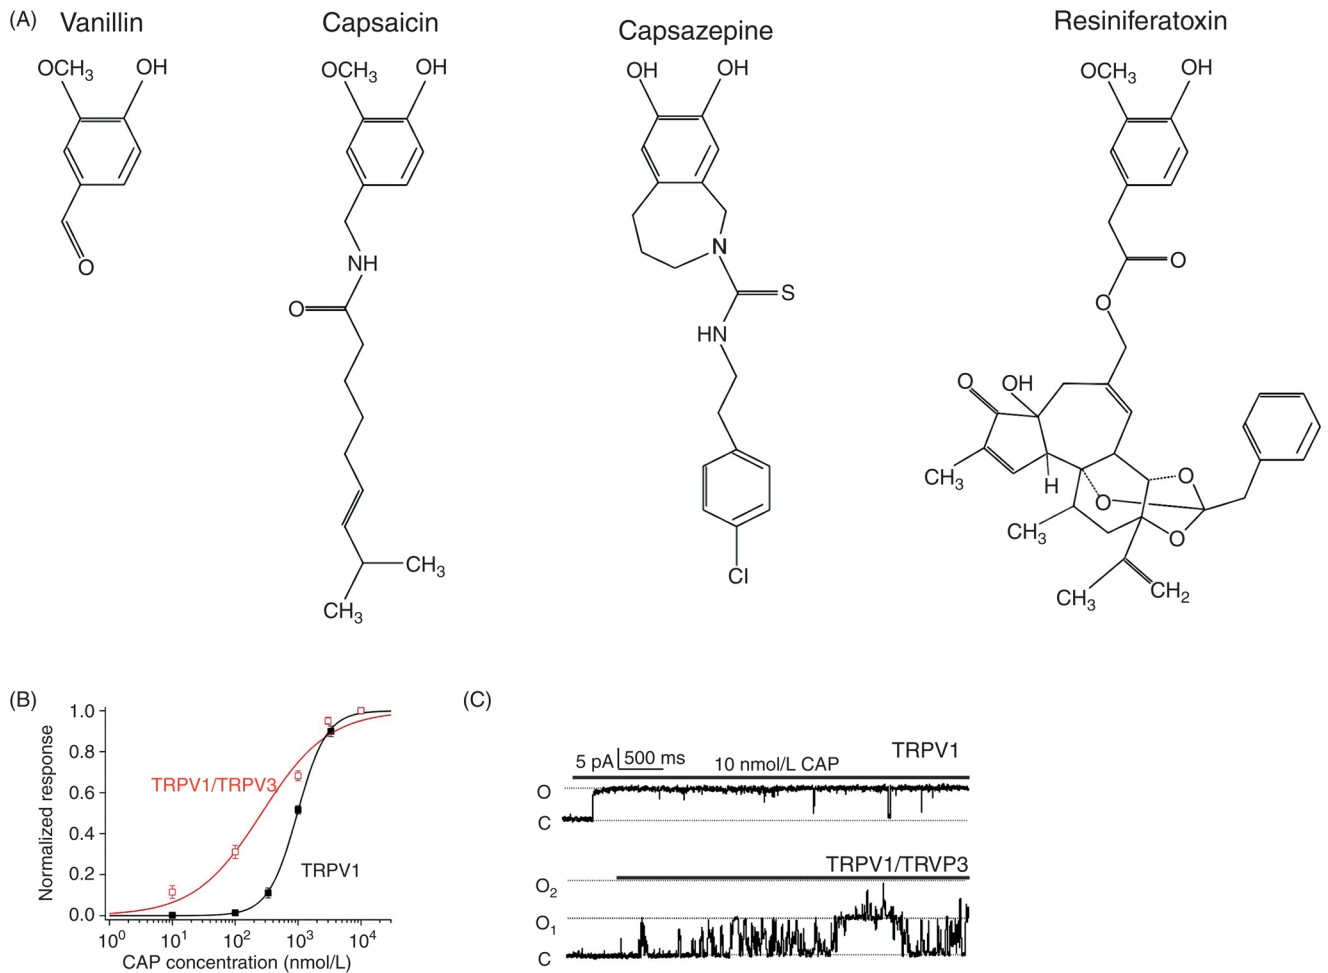 (A)
Vanillin
Capsaicin
Capsazepine
Resiniferatoxin
OCH3 OH
O
OCH3 OH
NH
O
CH3
CH3
OH OH
N
S
HN
Cl
OCH3 OH
O
O
O OH
CH3
H
O
O
O
CH3
CH3
CH2
(B)
Normalized response
1.0
0.8
0.6
0.4
0.2
0.0
TRPV1/TRPV3
TRPV1
10^0 10^1 10^2 10^3 10^4
CAP concentration (nmol/L)
(C)
TRPV1
5 pA 500 ms 10 nmol/L CAP
O
C
TRPV1/TRVP3
O2
O1
C